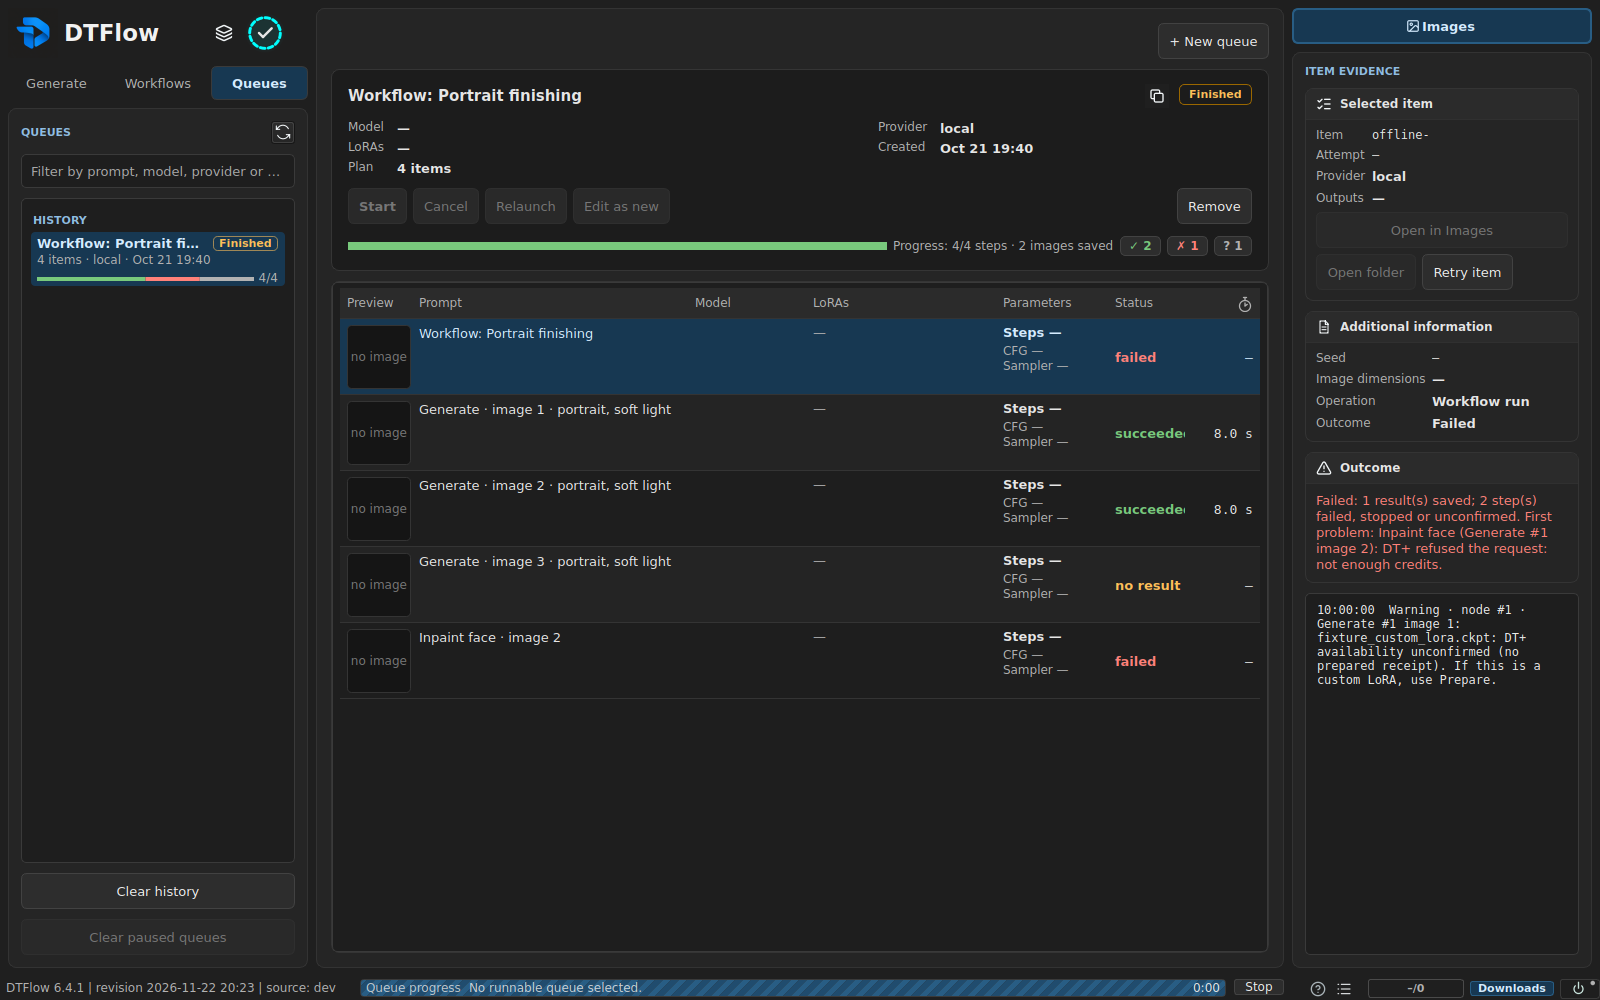 DTFlow
Generate
Workflows
Queues
QUEUES
Filter by prompt, model, provider or ...
HISTORY
Workflow: Portrait fi...
Finished
4 items · local · Oct 21 19:40
4/4
Clear history
Clear paused queues
+ New queue
Workflow: Portrait finishing
Finished
Model —
Provider local
LoRAs —
Created Oct 21 19:40
Plan 4 items
Start
Cancel
Relaunch
Edit as new
Remove
Progress: 4/4 steps · 2 images saved
✓ 2
✗ 1
? 1
Preview Prompt Model LoRAs Parameters Status
no image
Workflow: Portrait finishing
—
Steps —
CFG —
Sampler —
failed
—
no image
Generate · image 1 · portrait, soft light
—
Steps —
CFG —
Sampler —
succeede
8.0 s
no image
Generate · image 2 · portrait, soft light
—
Steps —
CFG —
Sampler —
succeede
8.0 s
no image
Generate · image 3 · portrait, soft light
—
Steps —
CFG —
Sampler —
no result
—
no image
Inpaint face · image 2
—
Steps —
CFG —
Sampler —
failed
—
Images
ITEM EVIDENCE
Selected item
Item offline-
Attempt —
Provider local
Outputs —
Open in Images
Open folder
Retry item
Additional information
Seed —
Image dimensions —
Operation Workflow run
Outcome Failed
Outcome
Failed: 1 result(s) saved; 2 step(s)
failed, stopped or unconfirmed. First
problem: Inpaint face (Generate #1
image 2): DT+ refused the request:
not enough credits.
10:00:00 Warning · node #1 ·
Generate #1 image 1:
fixture_custom_lora.ckpt: DT+
availability unconfirmed (no
prepared receipt). If this is a
custom LoRA, use Prepare.
DTFlow 6.4.1 | revision 2026-11-22 20:23 | source: dev
Queue progress No runnable queue selected.
0:00
Stop
-/0
Downloads